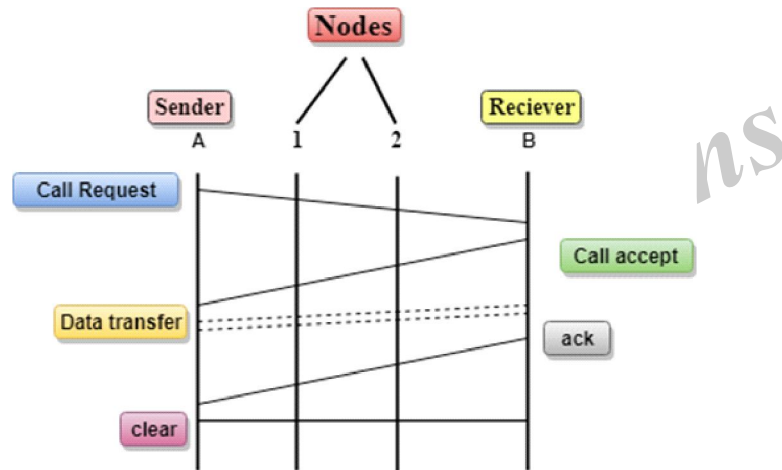 Nodes
Sender
Reciever
A
1
2
B
Call Request
Call accept
Data transfer
ack
clear